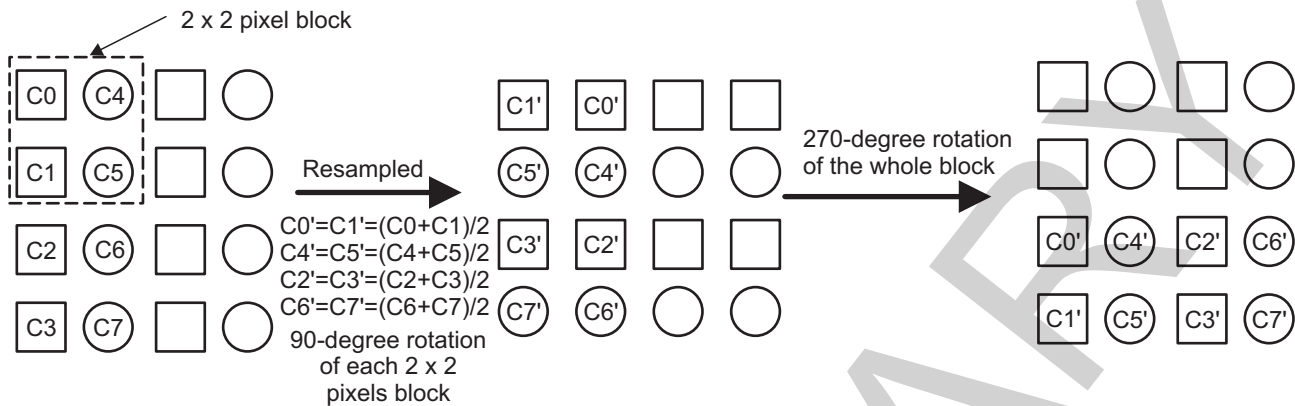 2 x 2 pixel block
C0 C4
C1 C5
C2 C6
C3 C7
Resampled
C0'=C1'=(C0+C1)/2
C4'=C5'=(C4+C5)/2
C2'=C3'=(C2+C3)/2
C6'=C7'=(C6+C7)/2
90-degree rotation
of each 2 x 2
pixels block
C1' C0'
C5' C4'
C3' C2'
C7' C6'
270-degree rotation
of the whole block
C0' C4' C2' C6'
C1' C5' C3' C7'